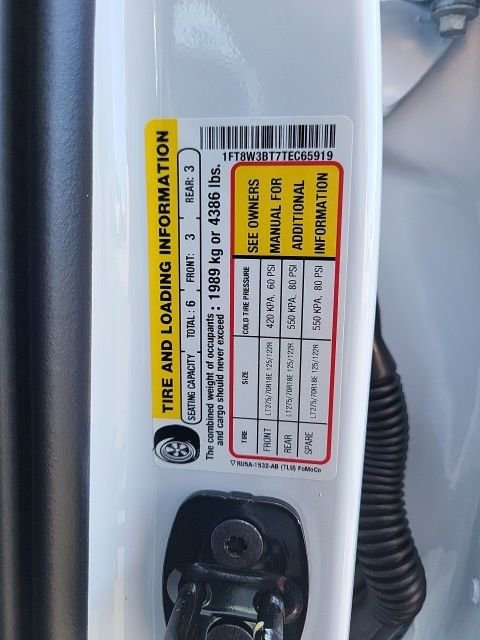 TIRE AND LOADING INFORMATION
SEATING CAPACITY TOTAL: 6 FRONT: 3 REAR: 3
The combined weight of occupants
and cargo should never exceed : 1989 kg or 4386 lbs.
1FT8W3BT7TEC65919
TIRE SIZE COLD TIRE PRESSURE
FRONT LT275/70R18E 125/122R 420 KPA, 60 PSI
REAR LT275/70R18E 125/122R 550 KPA, 80 PSI
SPARE LT275/70R18E 125/122R 550 KPA, 80 PSI
SEE OWNERS
MANUAL FOR
ADDITIONAL
INFORMATION
▽ RU5A-1532-AB (TLU) FoMoCo